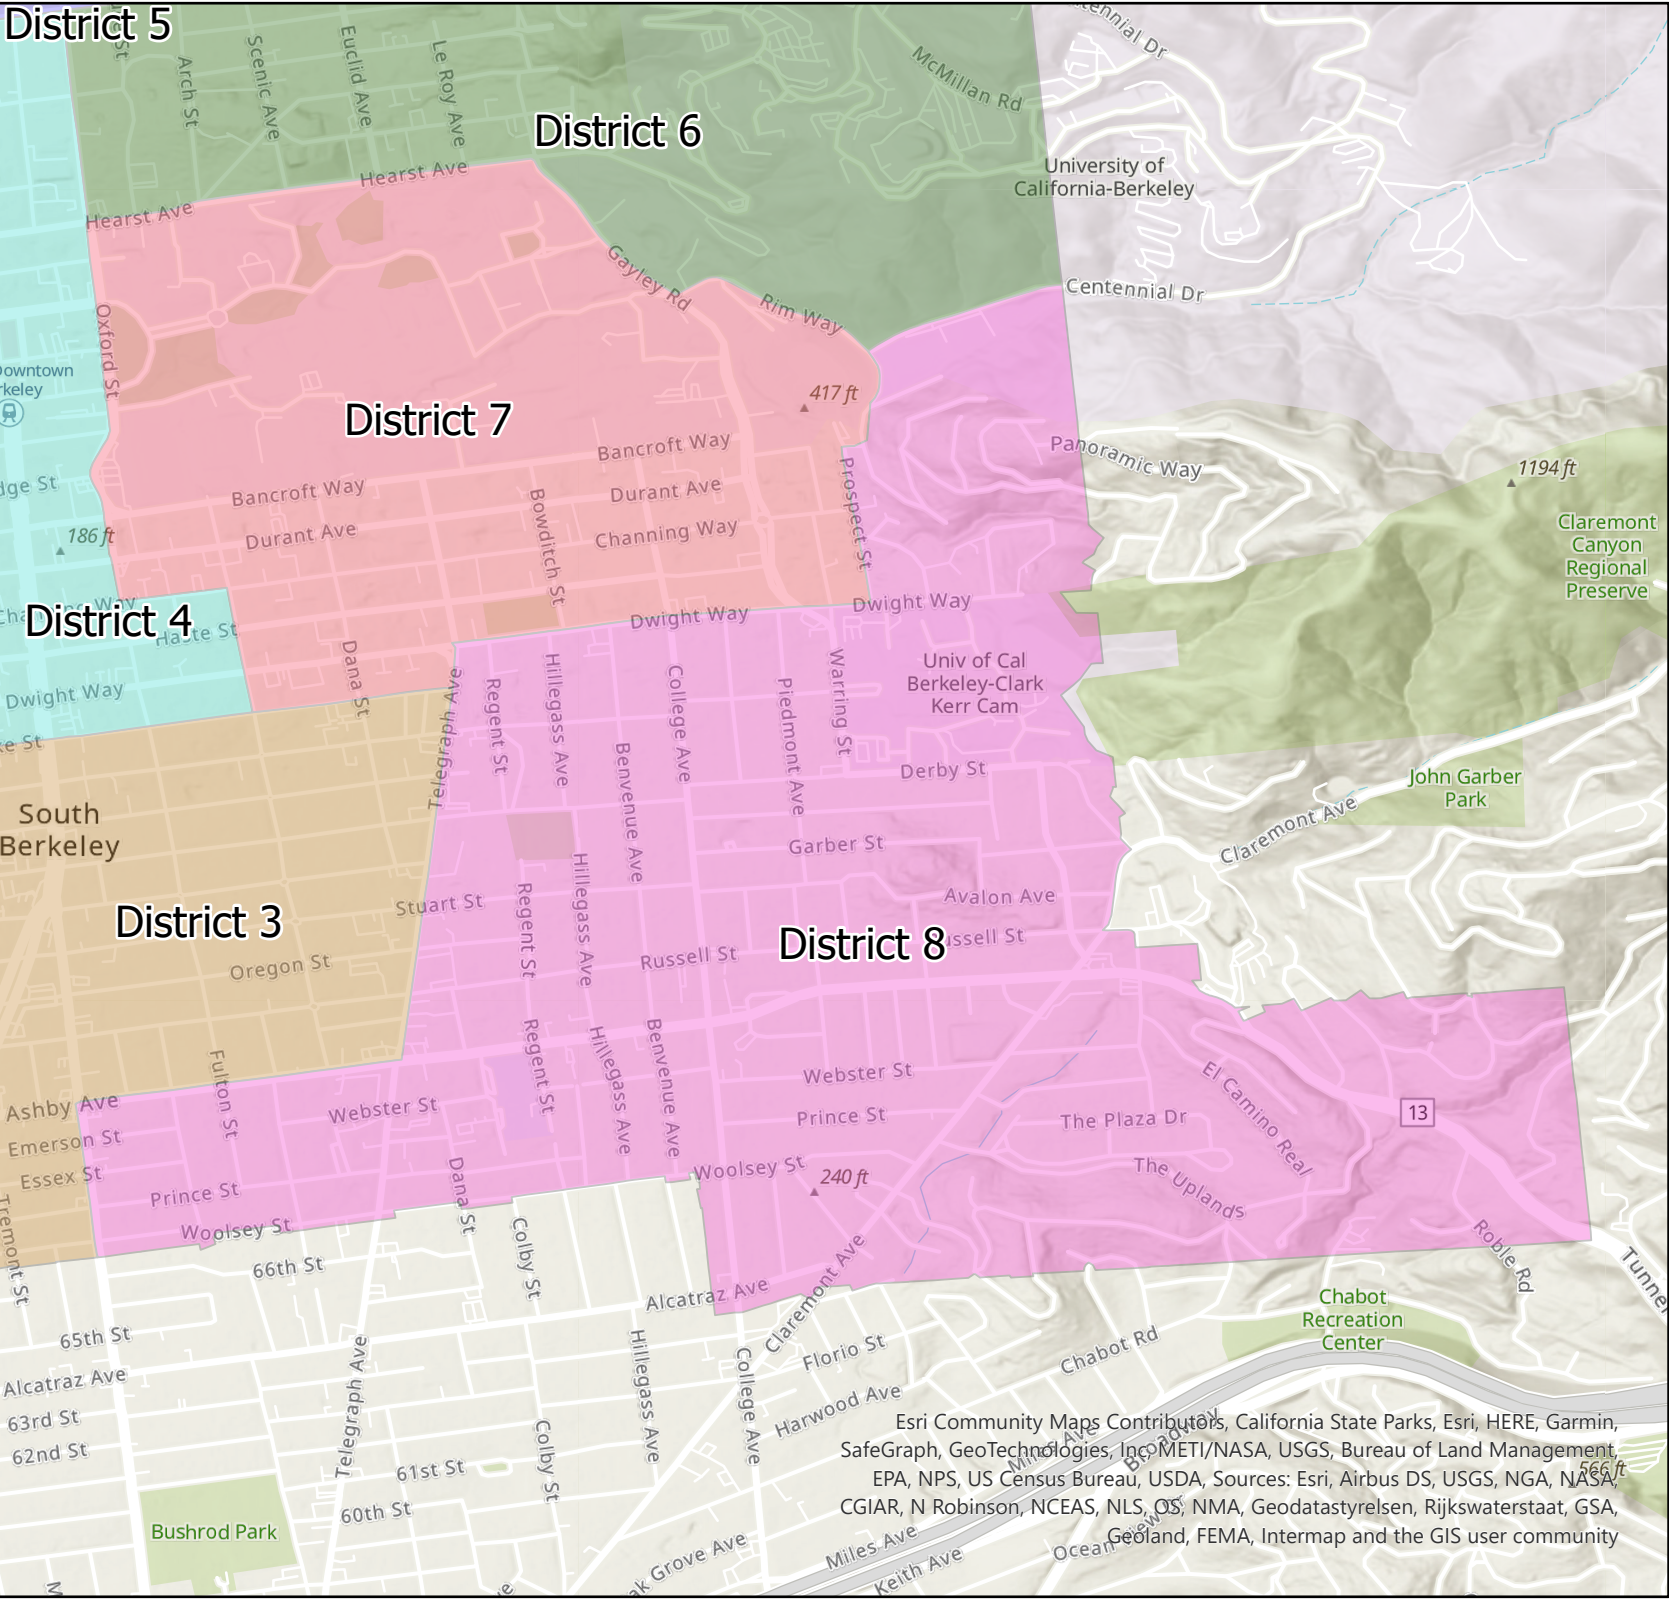 District 5
Centennial Dr
Arch St
Scenic Ave
Euclid Ave
Le Roy Ave
McMillan Rd
District 6
University of
California-Berkeley
Hearst Ave
Hearst Ave
Gayley Rd
Rim Way
Centennial Dr
Oxford St
Downtown
417 ft
District 7
Bancroft Way
Panoramic Way
1194 ft
Bancroft Way
Durant Ave
Bowditch St
Prospect St
186 ft
Durant Ave
Channing Way
Claremont
Canyon
Regional
Preserve
District 4
Haste St
Dwight Way
Dwight Way
Dwight Way
Dana St
Telegraph Ave
Regent St
Hillegass Ave
Benvenue Ave
College Ave
Piedmont Ave
Warring St
Univ of Cal
Berkeley-Clark
Kerr Cam
Derby St
John Garber
Park
South
Berkeley
Garber St
Claremont Ave
District 3
Stuart St
Regent St
Hillegass Ave
Avalon Ave
Oregon St
Russell St
District 8
Russell St
Fulton St
Regent St
Hillegass Ave
Benvenue Ave
Webster St
El Camino Real
13
Ashby Ave
Webster St
Prince St
The Plaza Dr
Emerson St
Essex St
Prince St
Dana St
Woolsey St
240 ft
The Uplands
Tremont St
Woolsey St
66th St
Colby St
Roble Rd
Alcatraz Ave
Claremont Ave
Chabot
Recreation
Center
65th St
Alcatraz Ave
Telegraph Ave
Hillegass Ave
College Ave
Florio St
Chabot Rd
63rd St
62nd St
Harwood Ave
Broadway
61st St
Colby St
60th St
566 ft
Bushrod Park
Miles Ave
Keith Ave
Esri Community Maps Contributors, California State Parks, Esri, HERE, Garmin,
SafeGraph, GeoTechnologies, Inc, METI/NASA, USGS, Bureau of Land Management,
EPA, NPS, US Census Bureau, USDA, Sources: Esri, Airbus DS, USGS, NGA, NASA,
CGIAR, N Robinson, NCEAS, NLS, OS, NMA, Geodatastyrelsen, Rijkswaterstaat, GSA,
Geoland, FEMA, Intermap and the GIS user community